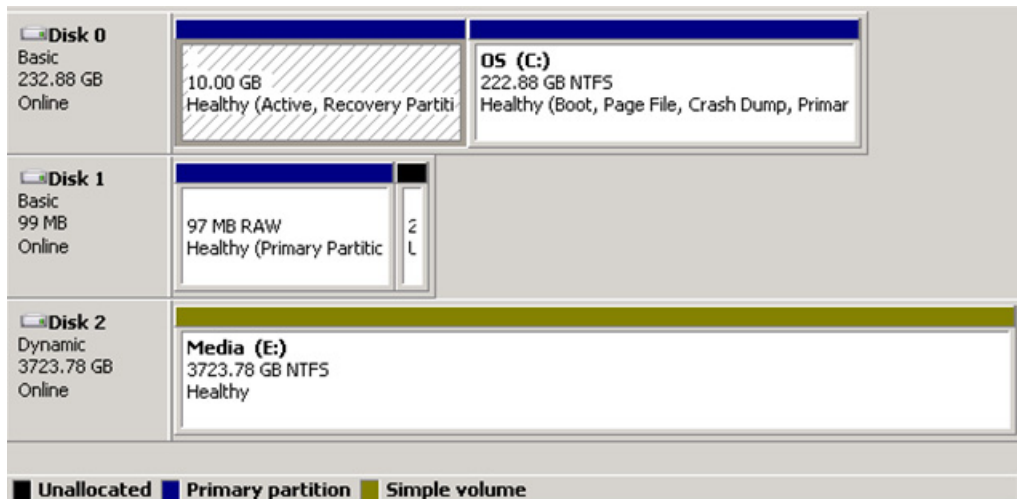 Disk 0
Basic
232.88 GB
Online
10.00 GB
Healthy (Active, Recovery Partiti
OS (C:)
222.88 GB NTFS
Healthy (Boot, Page File, Crash Dump, Primar
Disk 1
Basic
99 MB
Online
97 MB RAW
Healthy (Primary Partitic
2
U
Disk 2
Dynamic
3723.78 GB
Online
Media (E:)
3723.78 GB NTFS
Healthy
Unallocated Primary partition Simple volume